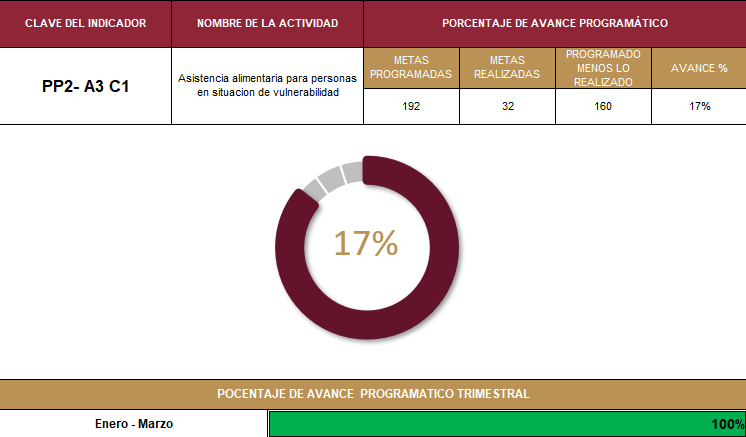 CLAVE DEL INDICADOR
NOMBRE DE LA ACTIVIDAD
PORCENTAJE DE AVANCE PROGRAMÁTICO
METAS
PROGRAMADAS
METAS
REALIZADAS
PROGRAMADO
MENOS LO
REALIZADO
AVANCE %
PP2- A3 C1
Asistencia alimentaria para personas
en situacion de vulnerabilidad
192
32
160
17%
17%
POCENTAJE DE AVANCE PROGRAMATICO TRIMESTRAL
Enero - Marzo
100%